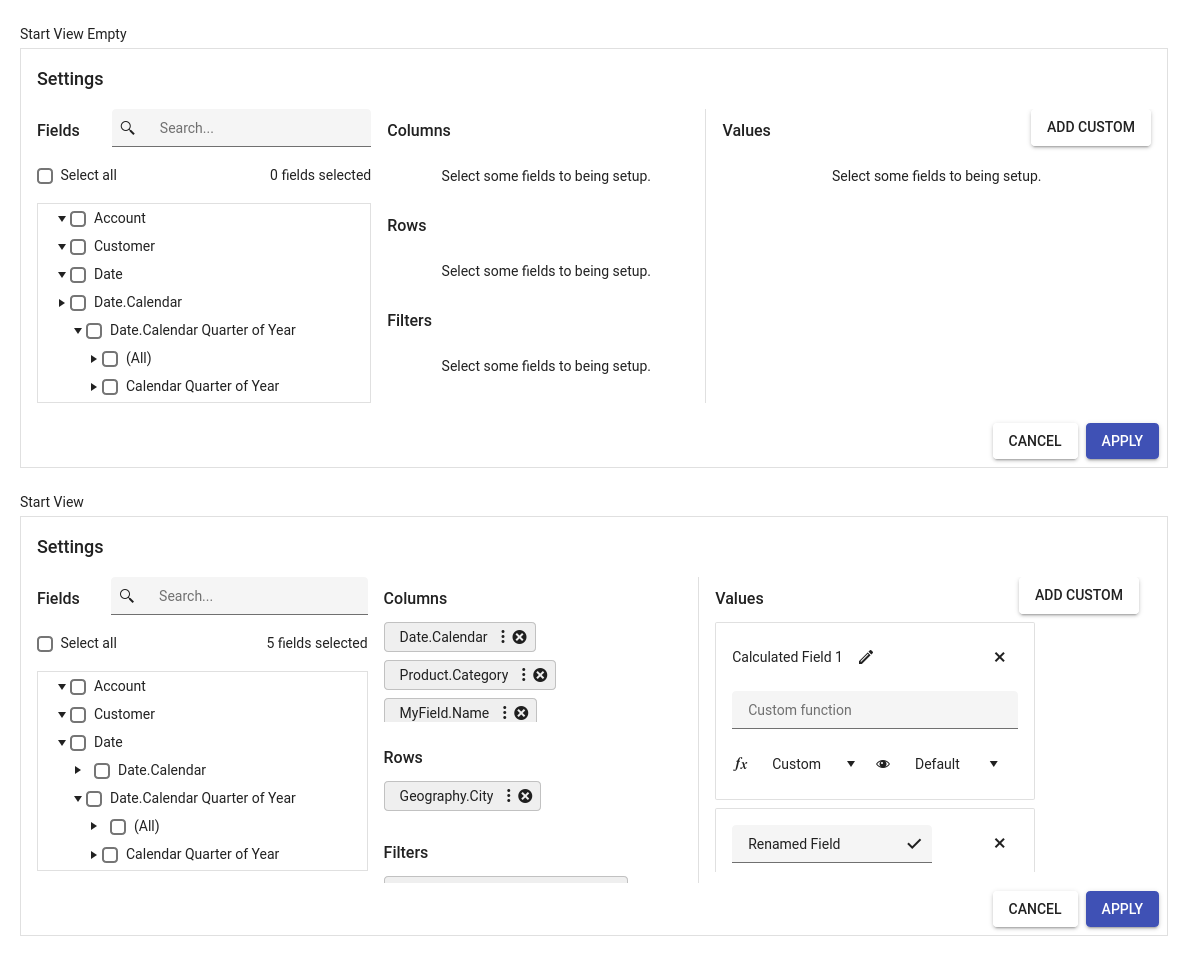 Start View Empty
Settings
Fields
Search...
Select all
0 fields selected
Account
Customer
Date
Date.Calendar
Date.Calendar Quarter of Year
(All)
Calendar Quarter of Year
Columns
Select some fields to being setup.
Rows
Select some fields to being setup.
Filters
Select some fields to being setup.
Values
ADD CUSTOM
Select some fields to being setup.
CANCEL
APPLY
Start View
Settings
Fields
Search...
Select all
5 fields selected
Account
Customer
Date
Date.Calendar
Date.Calendar Quarter of Year
(All)
Calendar Quarter of Year
Columns
Date.Calendar
Product.Category
MyField.Name
Rows
Geography.City
Filters
Values
ADD CUSTOM
Calculated Field 1
Custom function
fx Custom
Default
Renamed Field
CANCEL
APPLY